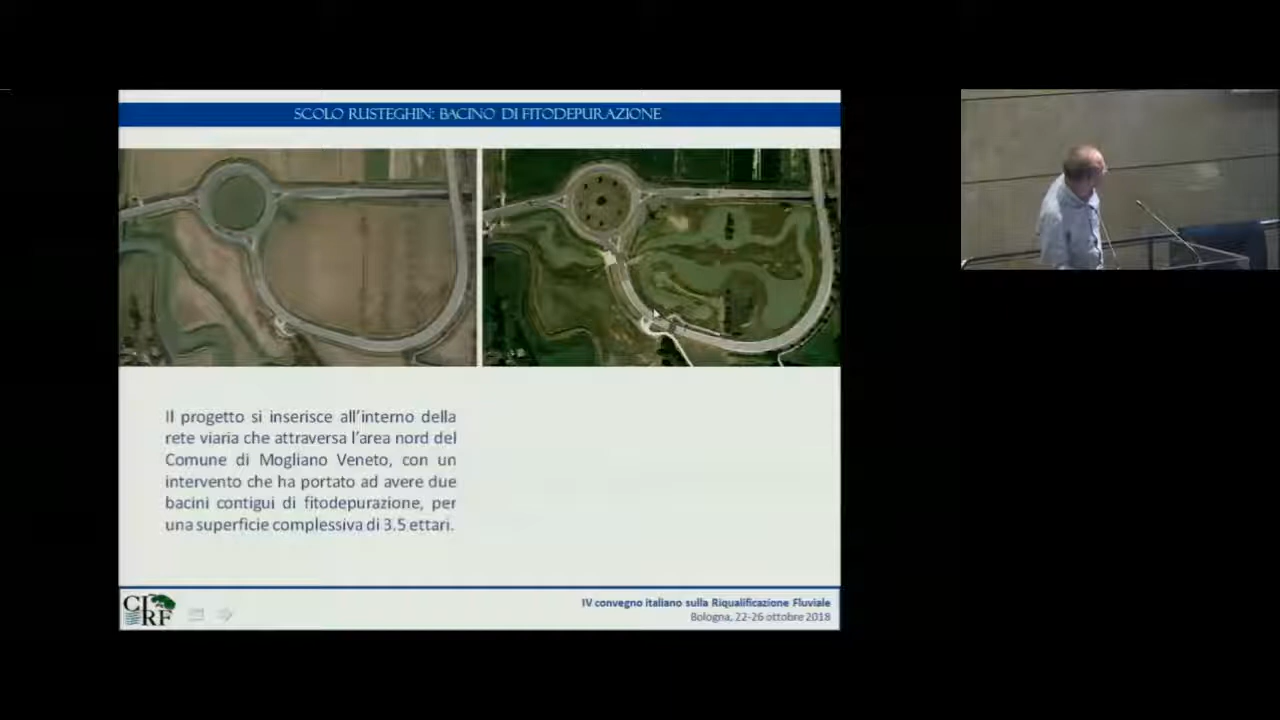 SCOLO RUSTEGHIN: BACINO DI FITODEPURAZIONE
Il progetto si inserisce all'interno della
rete viaria che attraversa l'area nord del
Comune di Mogliano Veneto, con un
intervento che ha portato ad avere due
bacini contigui di fitodepurazione, per
una superficie complessiva di 3.5 ettari.
CIRF
IV convegno italiano sulla Riqualificazione Fluviale
Bologna, 22-26 ottobre 2018